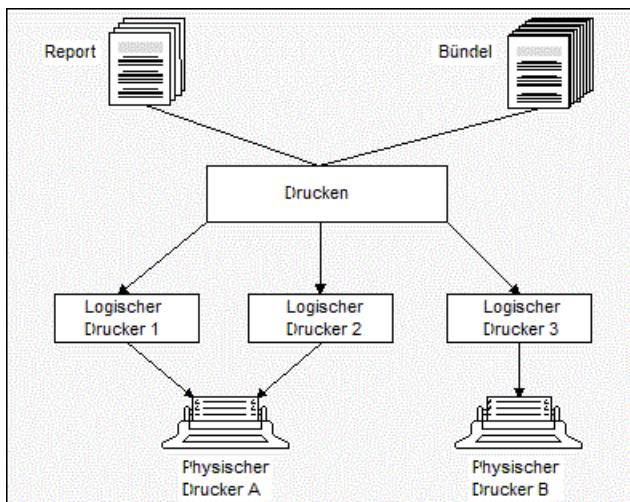 Report
Bündel
Drucken
Logischer
Drucker 1
Logischer
Drucker 2
Logischer
Drucker 3
Physischer
Drucker A
Physischer
Drucker B